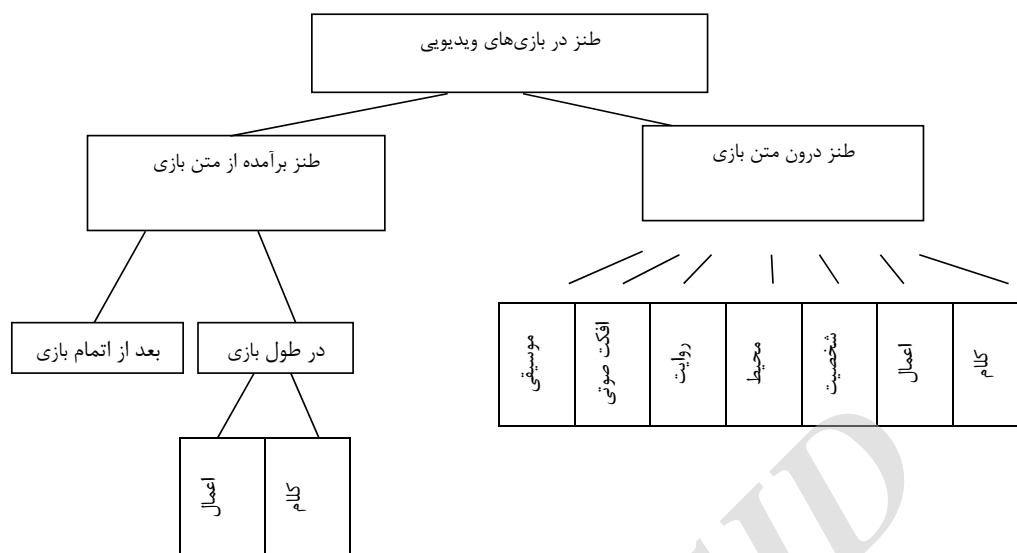 طنز در بازی‌های ویدیویی
طنز درون متن بازی
طنز برآمده از متن بازی
کلام
اعمال
شخصیت
محیط
روایت
افکت صوتی
موسیقی
در طول بازی
بعد از اتمام بازی
کلام
اعمال